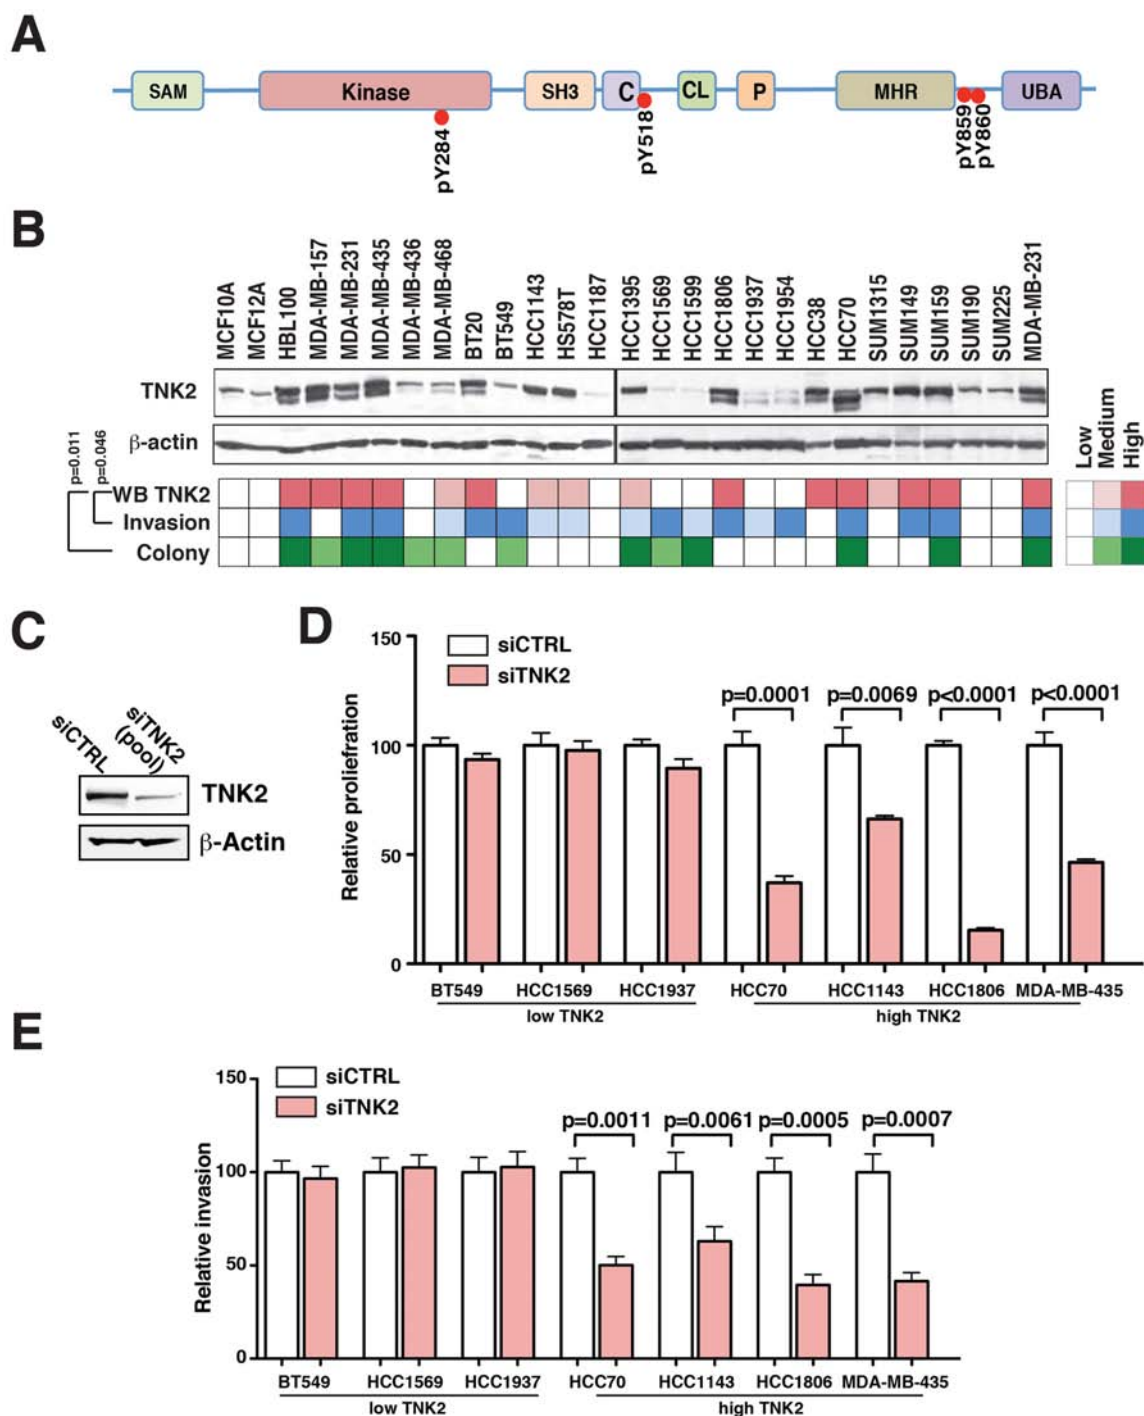 A
SAM Kinase SH3 C CL P MHR UBA
pY284 pY518 pY859 pY860
B
MCF10A MCF12A HBL100 MDA-MB-157 MDA-MB-231 MDA-MB-435 MDA-MB-436 MDA-MB-468 BT20 BT549 HCC1143 HS578T HCC1187 HCC1395 HCC1569 HCC1599 HCC1806 HCC1937 HCC1954 HCC38 HCC70 SUM1315 SUM149 SUM159 SUM190 SUM225 MDA-MB-231
TNK2
β-actin
p=0.011 p=0.046
Low Medium High
WB TNK2
Invasion
Colony
C
siCTRL siTNK2 (pool)
TNK2
β-Actin
D
siCTRL
siTNK2
p=0.0001 p=0.0069 p<0.0001 p<0.0001
Relative proliefration
150
100
50
0
BT549 HCC1569 HCC1937 HCC70 HCC1143 HCC1806 MDA-MB-435
low TNK2 high TNK2
E
siCTRL
siTNK2
p=0.0011 p=0.0061 p=0.0005 p=0.0007
Relative invasion
150
100
50
0
BT549 HCC1569 HCC1937 HCC70 HCC1143 HCC1806 MDA-MB-435
low TNK2 high TNK2